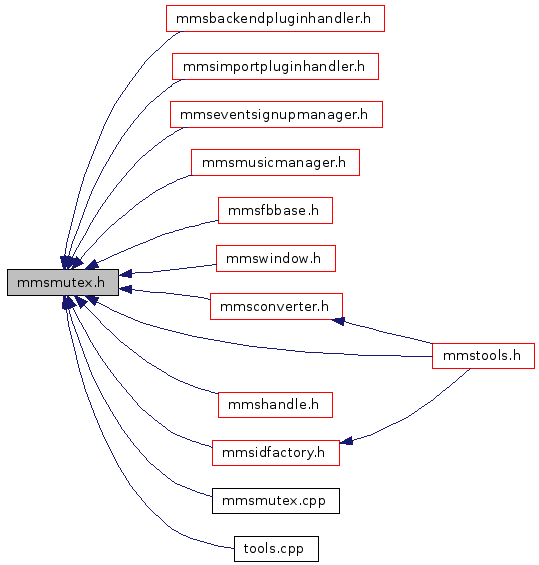 mmsbackendpluginhandler.h
mmsimportpluginhandler.h
mmseventsignupmanager.h
mmsmusicmanager.h
mmsfbbase.h
mmswindow.h
mmsmutex.h
mmsconverter.h
mmstools.h
mmshandle.h
mmsidfactory.h
mmsmutex.cpp
tools.cpp